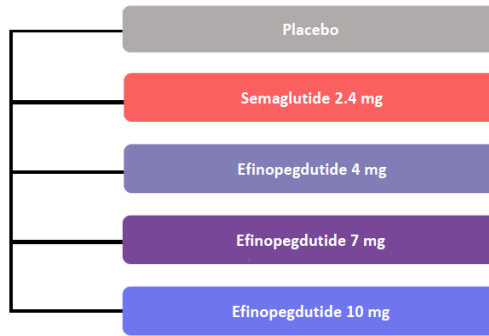 Placebo
Semaglutide 2.4 mg
Efinopegdutide 4 mg
Efinopegdutide 7 mg
Efinopegdutide 10 mg